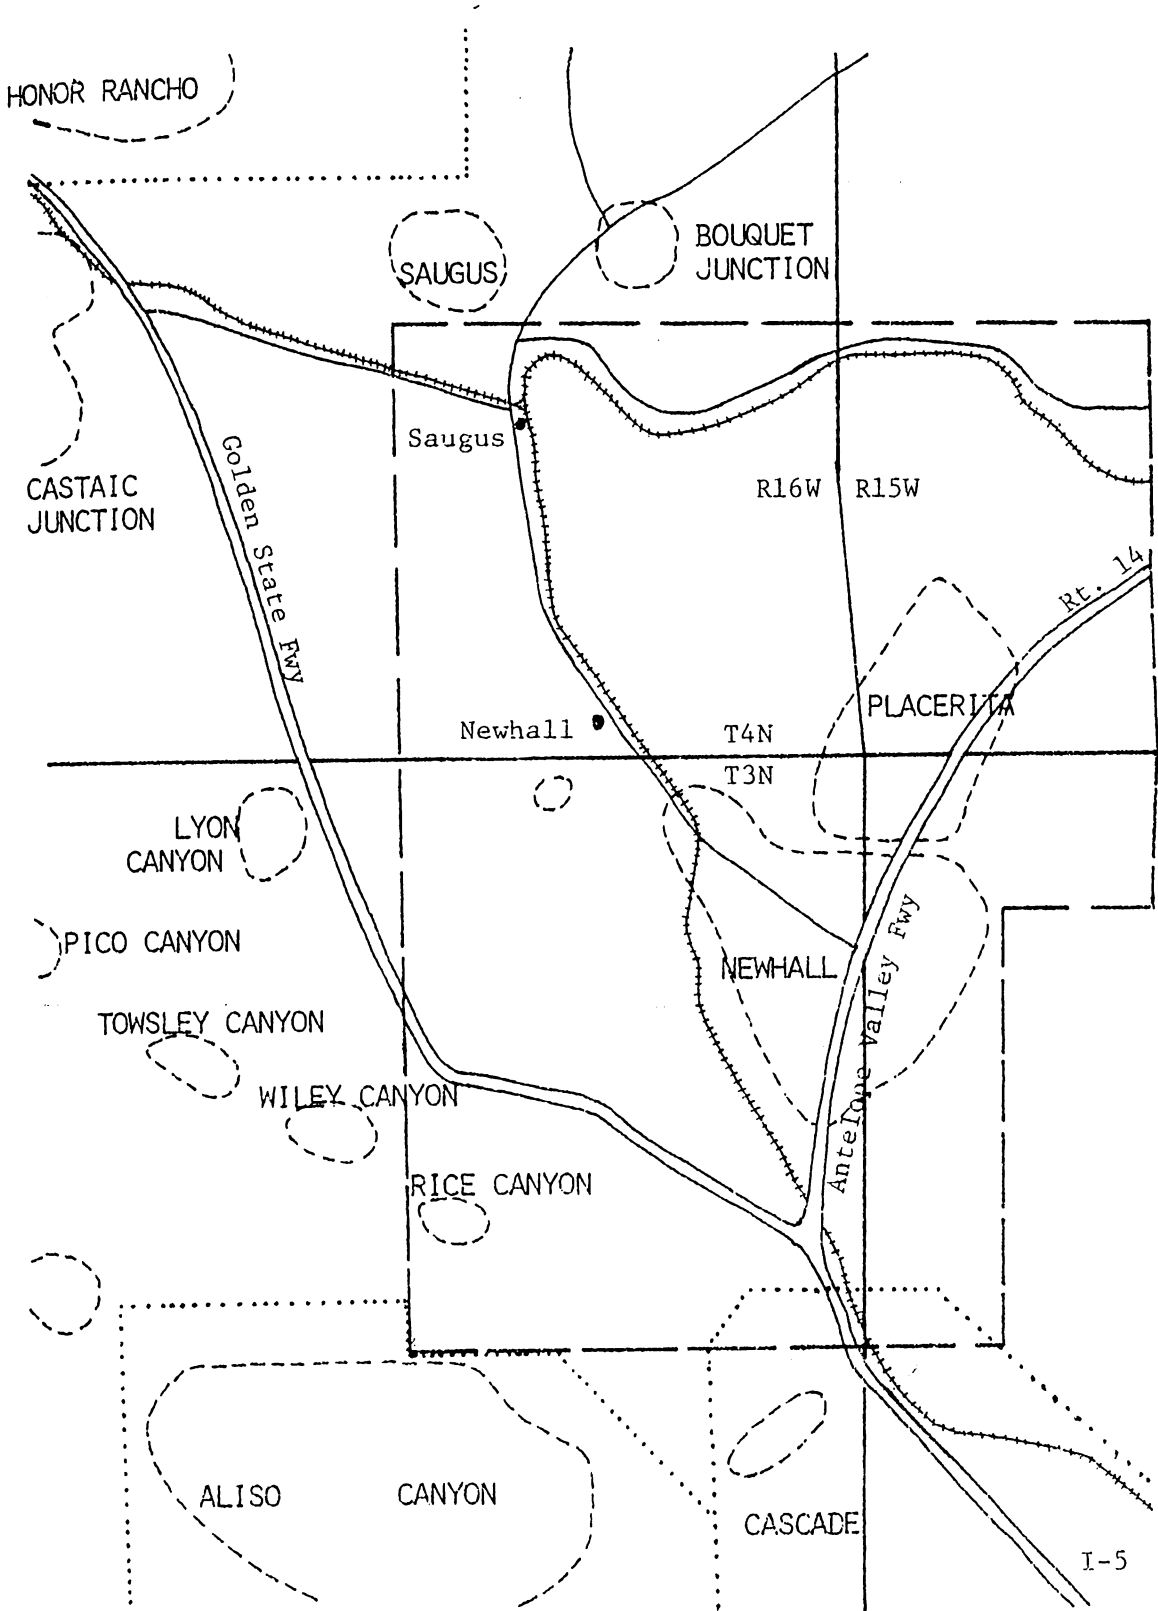 HONOR RANCHO
BOUQUET
JUNCTION
SAUGUS
Saugus
CASTAIC
JUNCTION
Golden State Fwy
R16W
R15W
Rt. 14
PLACERITA
Newhall
T4N
T3N
LYON
CANYON
PICO CANYON
NEWHALL
Antelope Valley Fwy
TOWSLEY CANYON
WILEY CANYON
RICE CANYON
ALISO CANYON
CASCADE
I-5